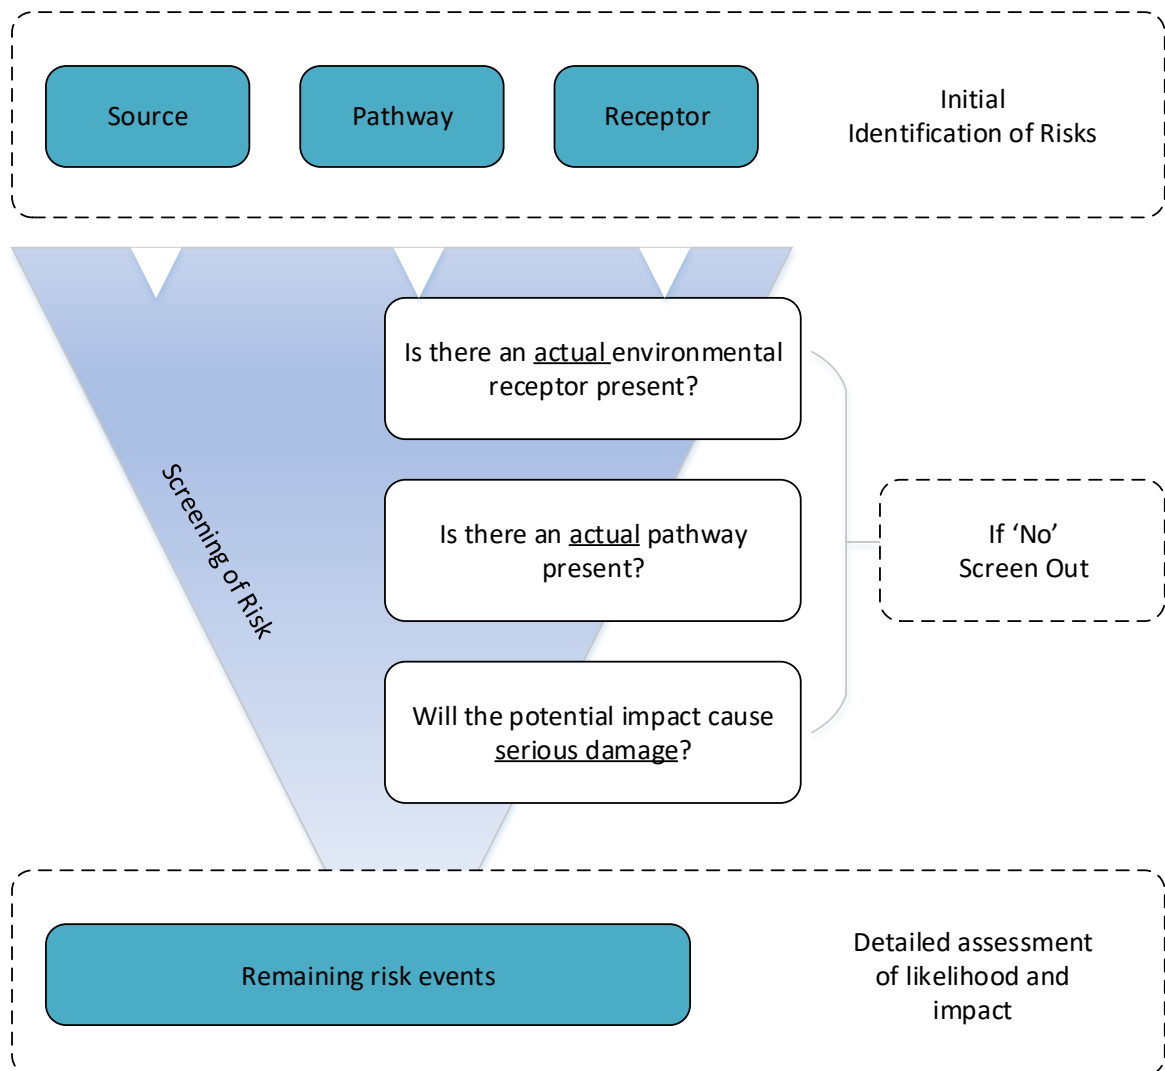 Source
Pathway
Receptor
Initial
Identification of Risks
Is there an actual environmental
receptor present?
Screening of Risk
Is there an actual pathway
present?
If ‘No’
Screen Out
Will the potential impact cause
serious damage?
Remaining risk events
Detailed assessment
of likelihood and
impact